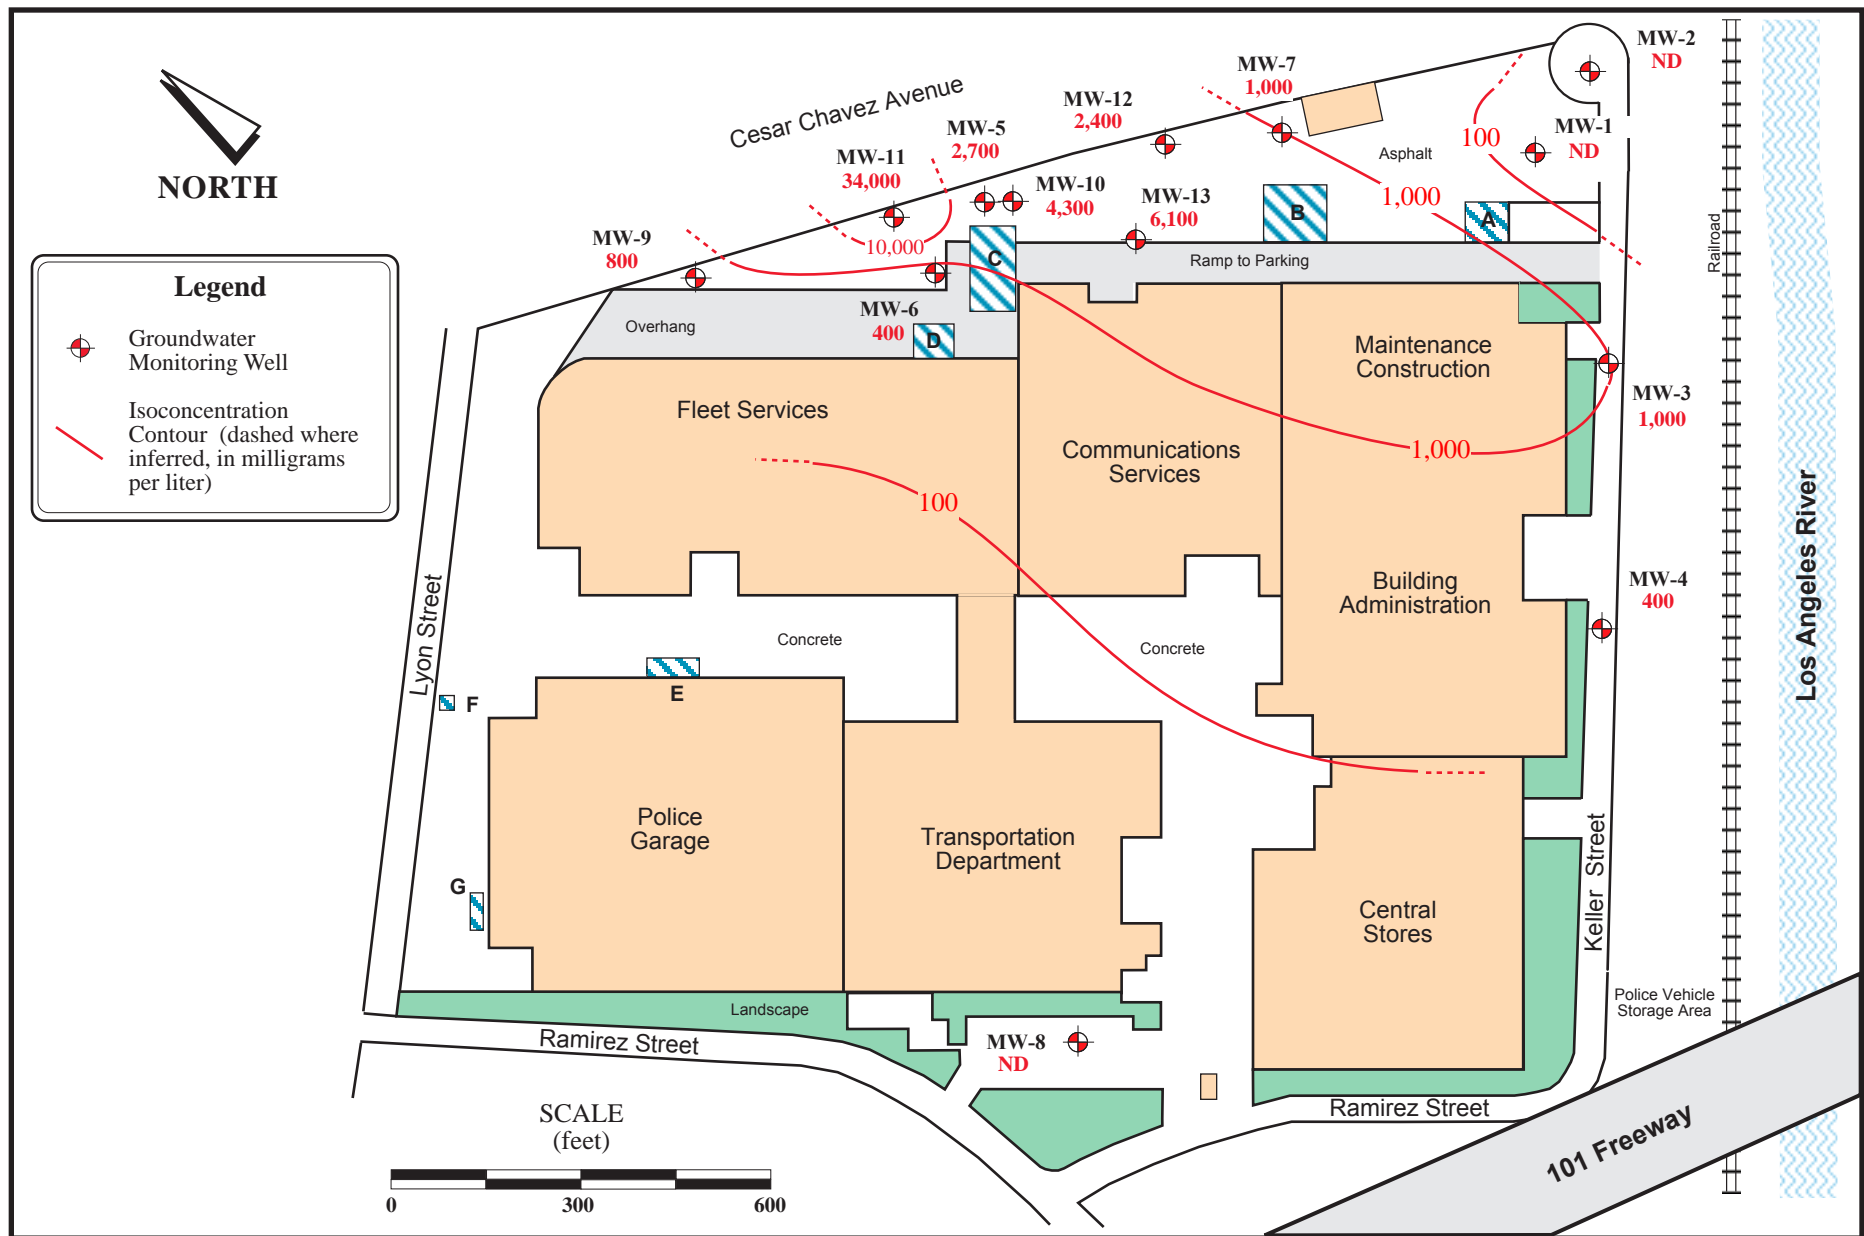 MW-2
ND
MW-7
1,000
Cesar Chavez Avenue
MW-12
2,400
MW-5
2,700
MW-1
ND
100
Asphalt
MW-11
34,000
MW-10
4,300
MW-13
6,100
1,000
NORTH
B
A
Railroad
MW-9
800
10,000
C
Ramp to Parking
Legend
Groundwater
Monitoring Well
Isoconcentration
Contour (dashed where
inferred, in milligrams
per liter)
Overhang
MW-6
400
D
Maintenance
Construction
MW-3
1,000
Fleet Services
Communications
Services
1,000
100
Los Angeles River
Lyon Street
Building
Administration
MW-4
400
Concrete
Concrete
E
F
Police
Garage
Transportation
Department
G
Central
Stores
Keller Street
Landscape
Police Vehicle
Storage Area
Ramirez Street
MW-8
ND
SCALE
(feet)
Ramirez Street
101 Freeway
0 300 600